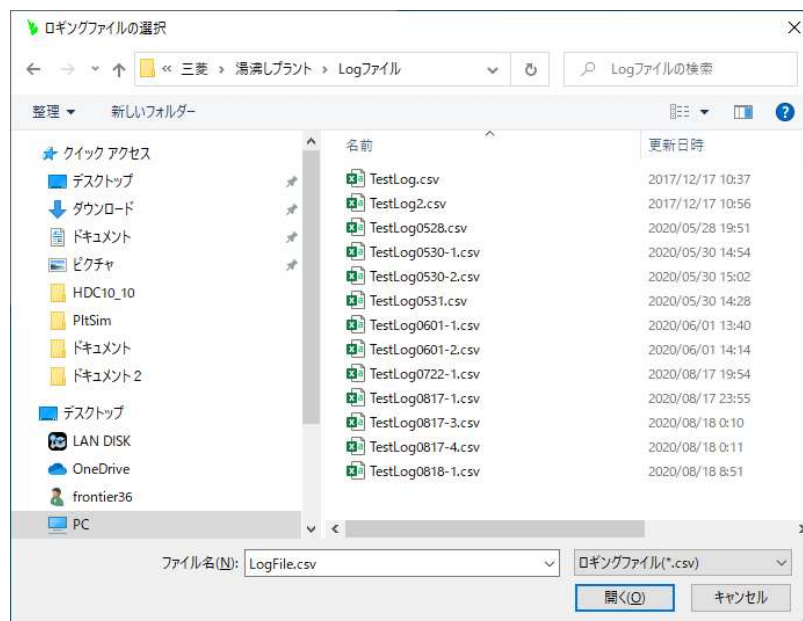 ロギングファイルの選択
« 三菱 › 湯沸しプラント › Logファイル
Logファイルの検索
整理 新しいフォルダー
名前 更新日時
クイック アクセス
デスクトップ
ダウンロード
ドキュメント
ピクチャ
HDC10_10
PltSim
ドキュメント
ドキュメント2
デスクトップ
LAN DISK
OneDrive
frontier36
PC
TestLog.csv 2017/12/17 10:37
TestLog2.csv 2017/12/17 10:56
TestLog0528.csv 2020/05/28 19:51
TestLog0530-1.csv 2020/05/30 14:54
TestLog0530-2.csv 2020/05/30 15:02
TestLog0531.csv 2020/05/30 14:28
TestLog0601-1.csv 2020/06/01 13:40
TestLog0601-2.csv 2020/06/01 14:14
TestLog0722-1.csv 2020/08/17 19:54
TestLog0817-1.csv 2020/08/17 23:55
TestLog0817-3.csv 2020/08/18 0:10
TestLog0817-4.csv 2020/08/18 0:11
TestLog0818-1.csv 2020/08/18 8:51
ファイル名(N): LogFile.csv ロギングファイル(*.csv)
開く(O) キャンセル